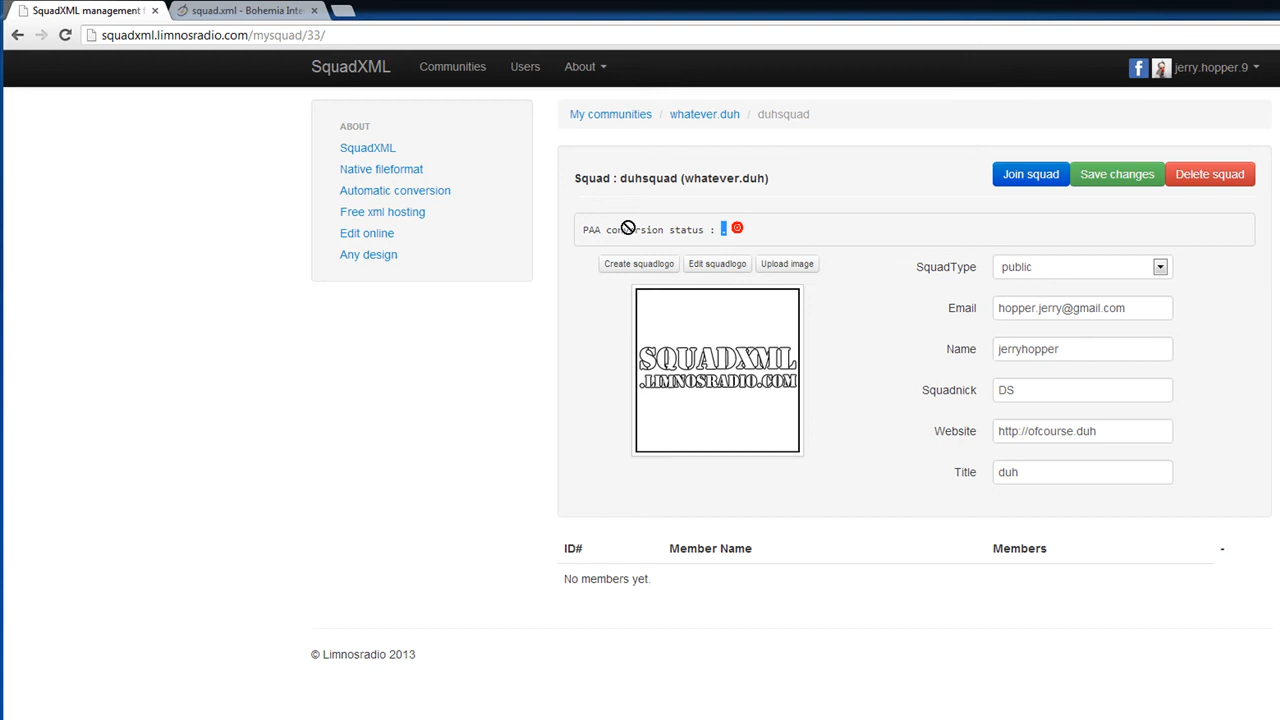 SquadXML management f
squad.xml - Bohemia Inte
squadxml.limnosradio.com/mysquad/33/
SquadXML Communities Users About jerry.hopper.9
ABOUT
SquadXML
Native fileformat
Automatic conversion
Free xml hosting
Edit online
Any design
My communities / whatever.duh / duhsquad
Squad : duhsquad (whatever.duh)
Join squad Save changes Delete squad
PAA conversion status : .
Create squadlogo Edit squadlogo Upload image
SQUADXML
.LIMNOSRADIO.COM
SquadType public
Email hopper.jerry@gmail.com
Name jerryhopper
Squadnick DS
Website http://ofcourse.duh
Title duh
ID# Member Name Members -
No members yet.
© Limnosradio 2013